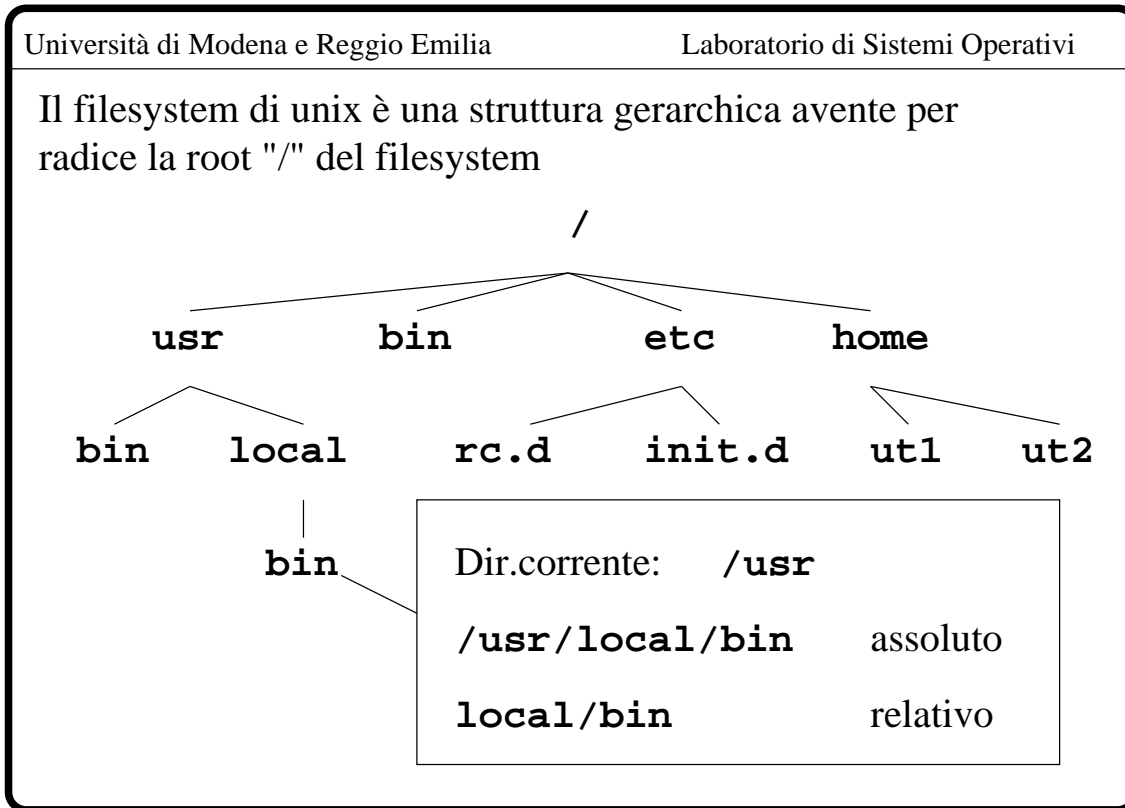 Università di Modena e Reggio Emilia Laboratorio di Sistemi Operativi
Il filesystem di unix è una struttura gerarchica avente per
radice la root "/" del filesystem
/
usr bin etc home
bin local rc.d init.d ut1 ut2
bin
Dir.corrente: /usr
/usr/local/bin assoluto
local/bin relativo